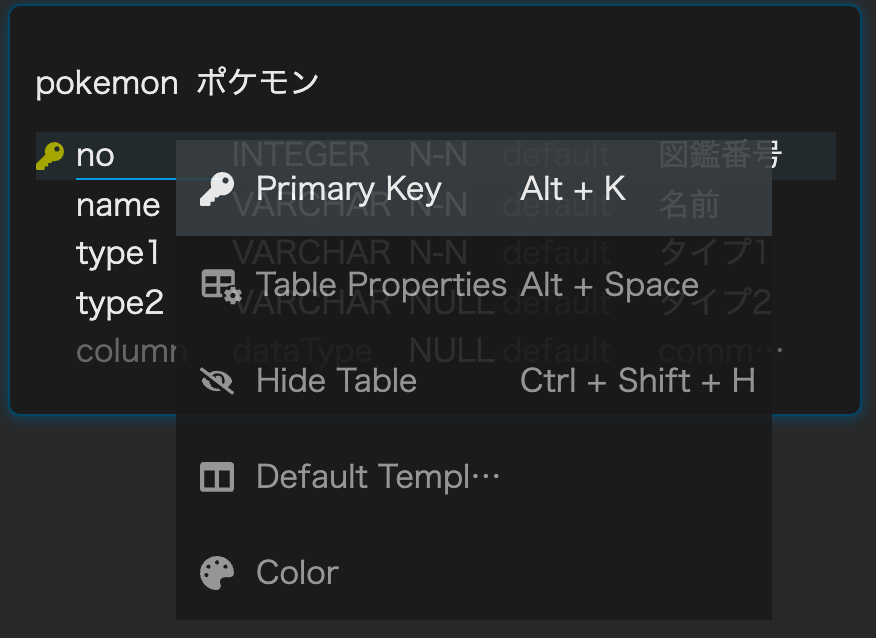 pokemon ポケモン
no INTEGER N-N default 図鑑番号
Primary Key Alt + K
name VARCHAR N-N default 名前
type1 VARCHAR N-N default タイプ1
Table Properties Alt + Space
type2 VARCHAR NULL default タイプ2
column dataType NULL default comm…
Hide Table Ctrl + Shift + H
Default Templ…
Color